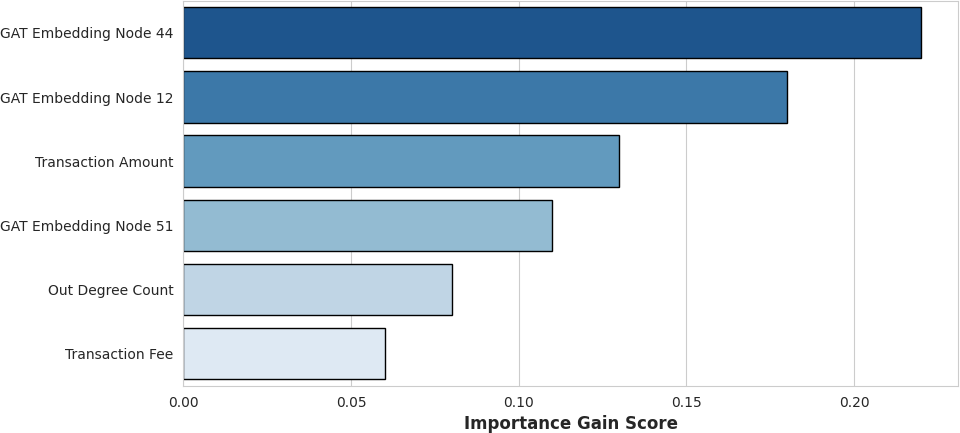 GAT Embedding Node 44
GAT Embedding Node 12
Transaction Amount
GAT Embedding Node 51
Out Degree Count
Transaction Fee
0.00 0.05 0.10 0.15 0.20
Importance Gain Score